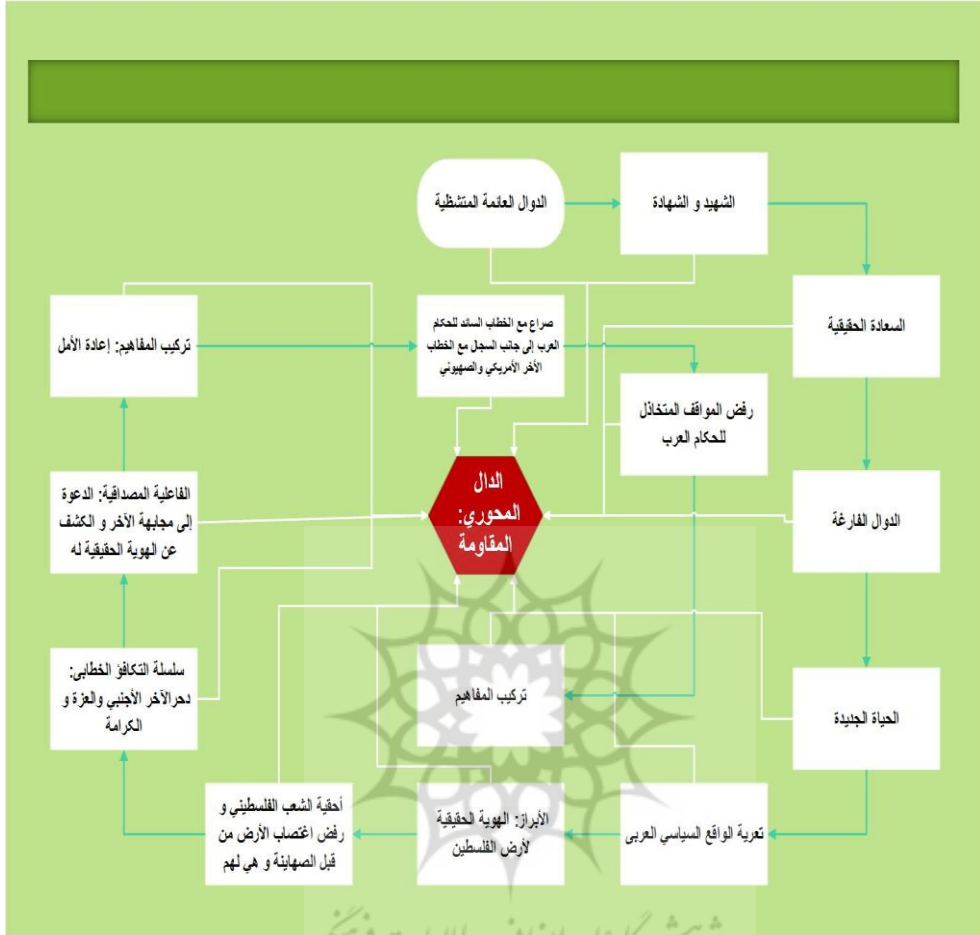 الدوال العائمة المتشظية
الشهيد و الشهادة
السعادة الحقيقية
صراع مع الخطاب السائد للحكام
العرب إلى جانب السجل مع الخطاب
الأخر الأمريكي والصهيوني
تركيب المفاهيم: إعادة الأمل
رفض المواقف المتخاذل
للحكام العرب
الدال
المحوري:
المقاومة
الدوال الفارغة
الفاعلية المصداقية: الدعوة
إلى مجابهة الآخر و الكشف
عن الهوية الحقيقية له
سلسلة التكافؤ الخطابى:
دحرالآخر الأجنبي والعزة و
الكرامة
تركيب المفاهيم
الحياة الجديدة
تعرية الواقع السياسي العربى
الأبراز: الهوية الحقيقية
لأرض الفلسطين
أحقية الشعب الفلسطيني و
رفض اغتصاب الأرض من
قبل الصهاينة و هي لهم